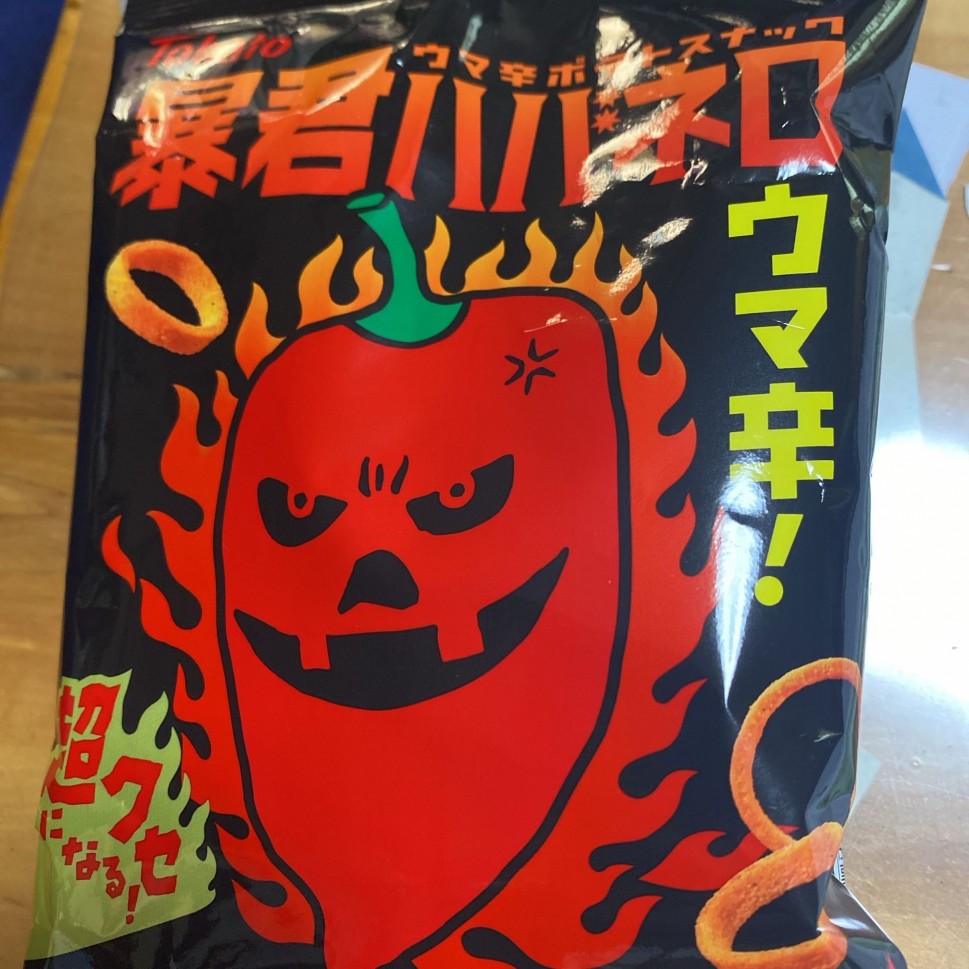 Tohato
ウマ辛ポテトスナック
暴君ハバネロ
ウマ辛!
超クセ
になる!